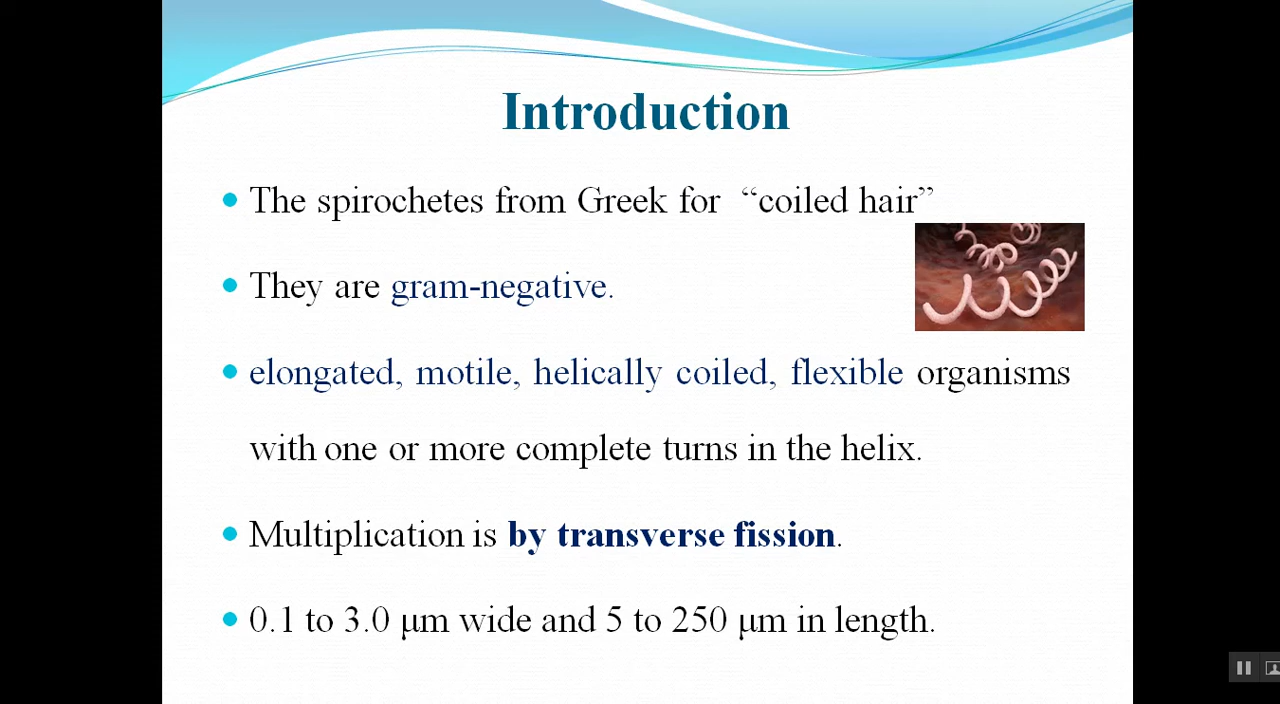 Introduction
• The spirochetes from Greek for “coiled hair”
• They are gram-negative.
• elongated, motile, helically coiled, flexible organisms
with one or more complete turns in the helix.
• Multiplication is by transverse fission.
• 0.1 to 3.0 μm wide and 5 to 250 μm in length.